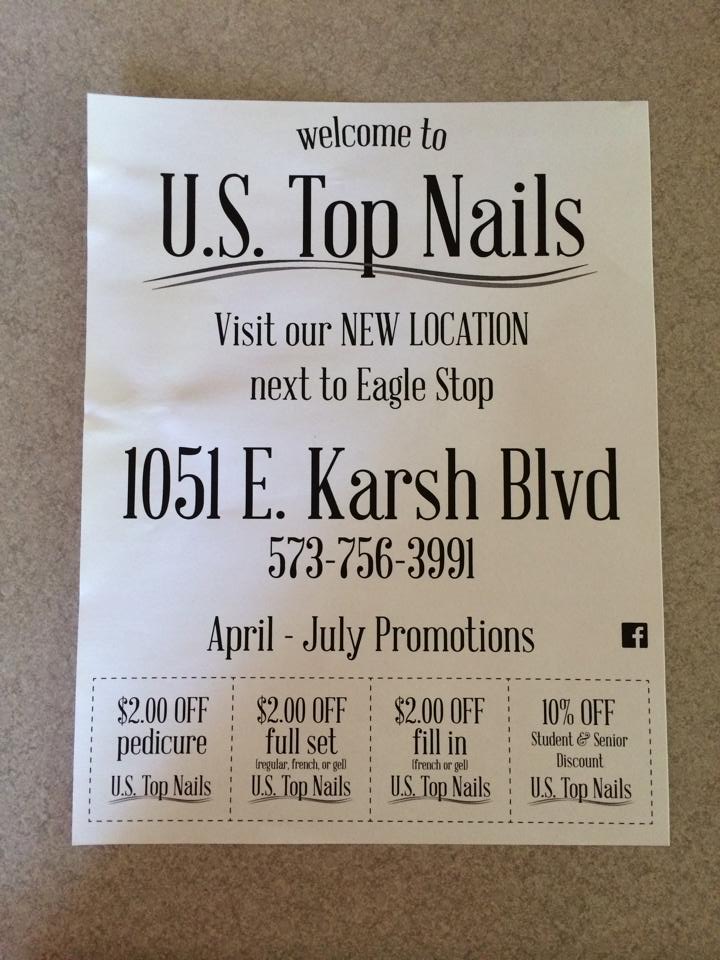 welcome to
U.S. Top Nails
Visit our NEW LOCATION
next to Eagle Stop
1051 E. Karsh Blvd
573-756-3991
April - July Promotions
f
$2.00 OFF
pedicure
U.S. Top Nails
$2.00 OFF
full set
(regular, french, or gel)
U.S. Top Nails
$2.00 OFF
fill in
(french or gel)
U.S. Top Nails
10% OFF
Student & Senior
Discount
U.S. Top Nails